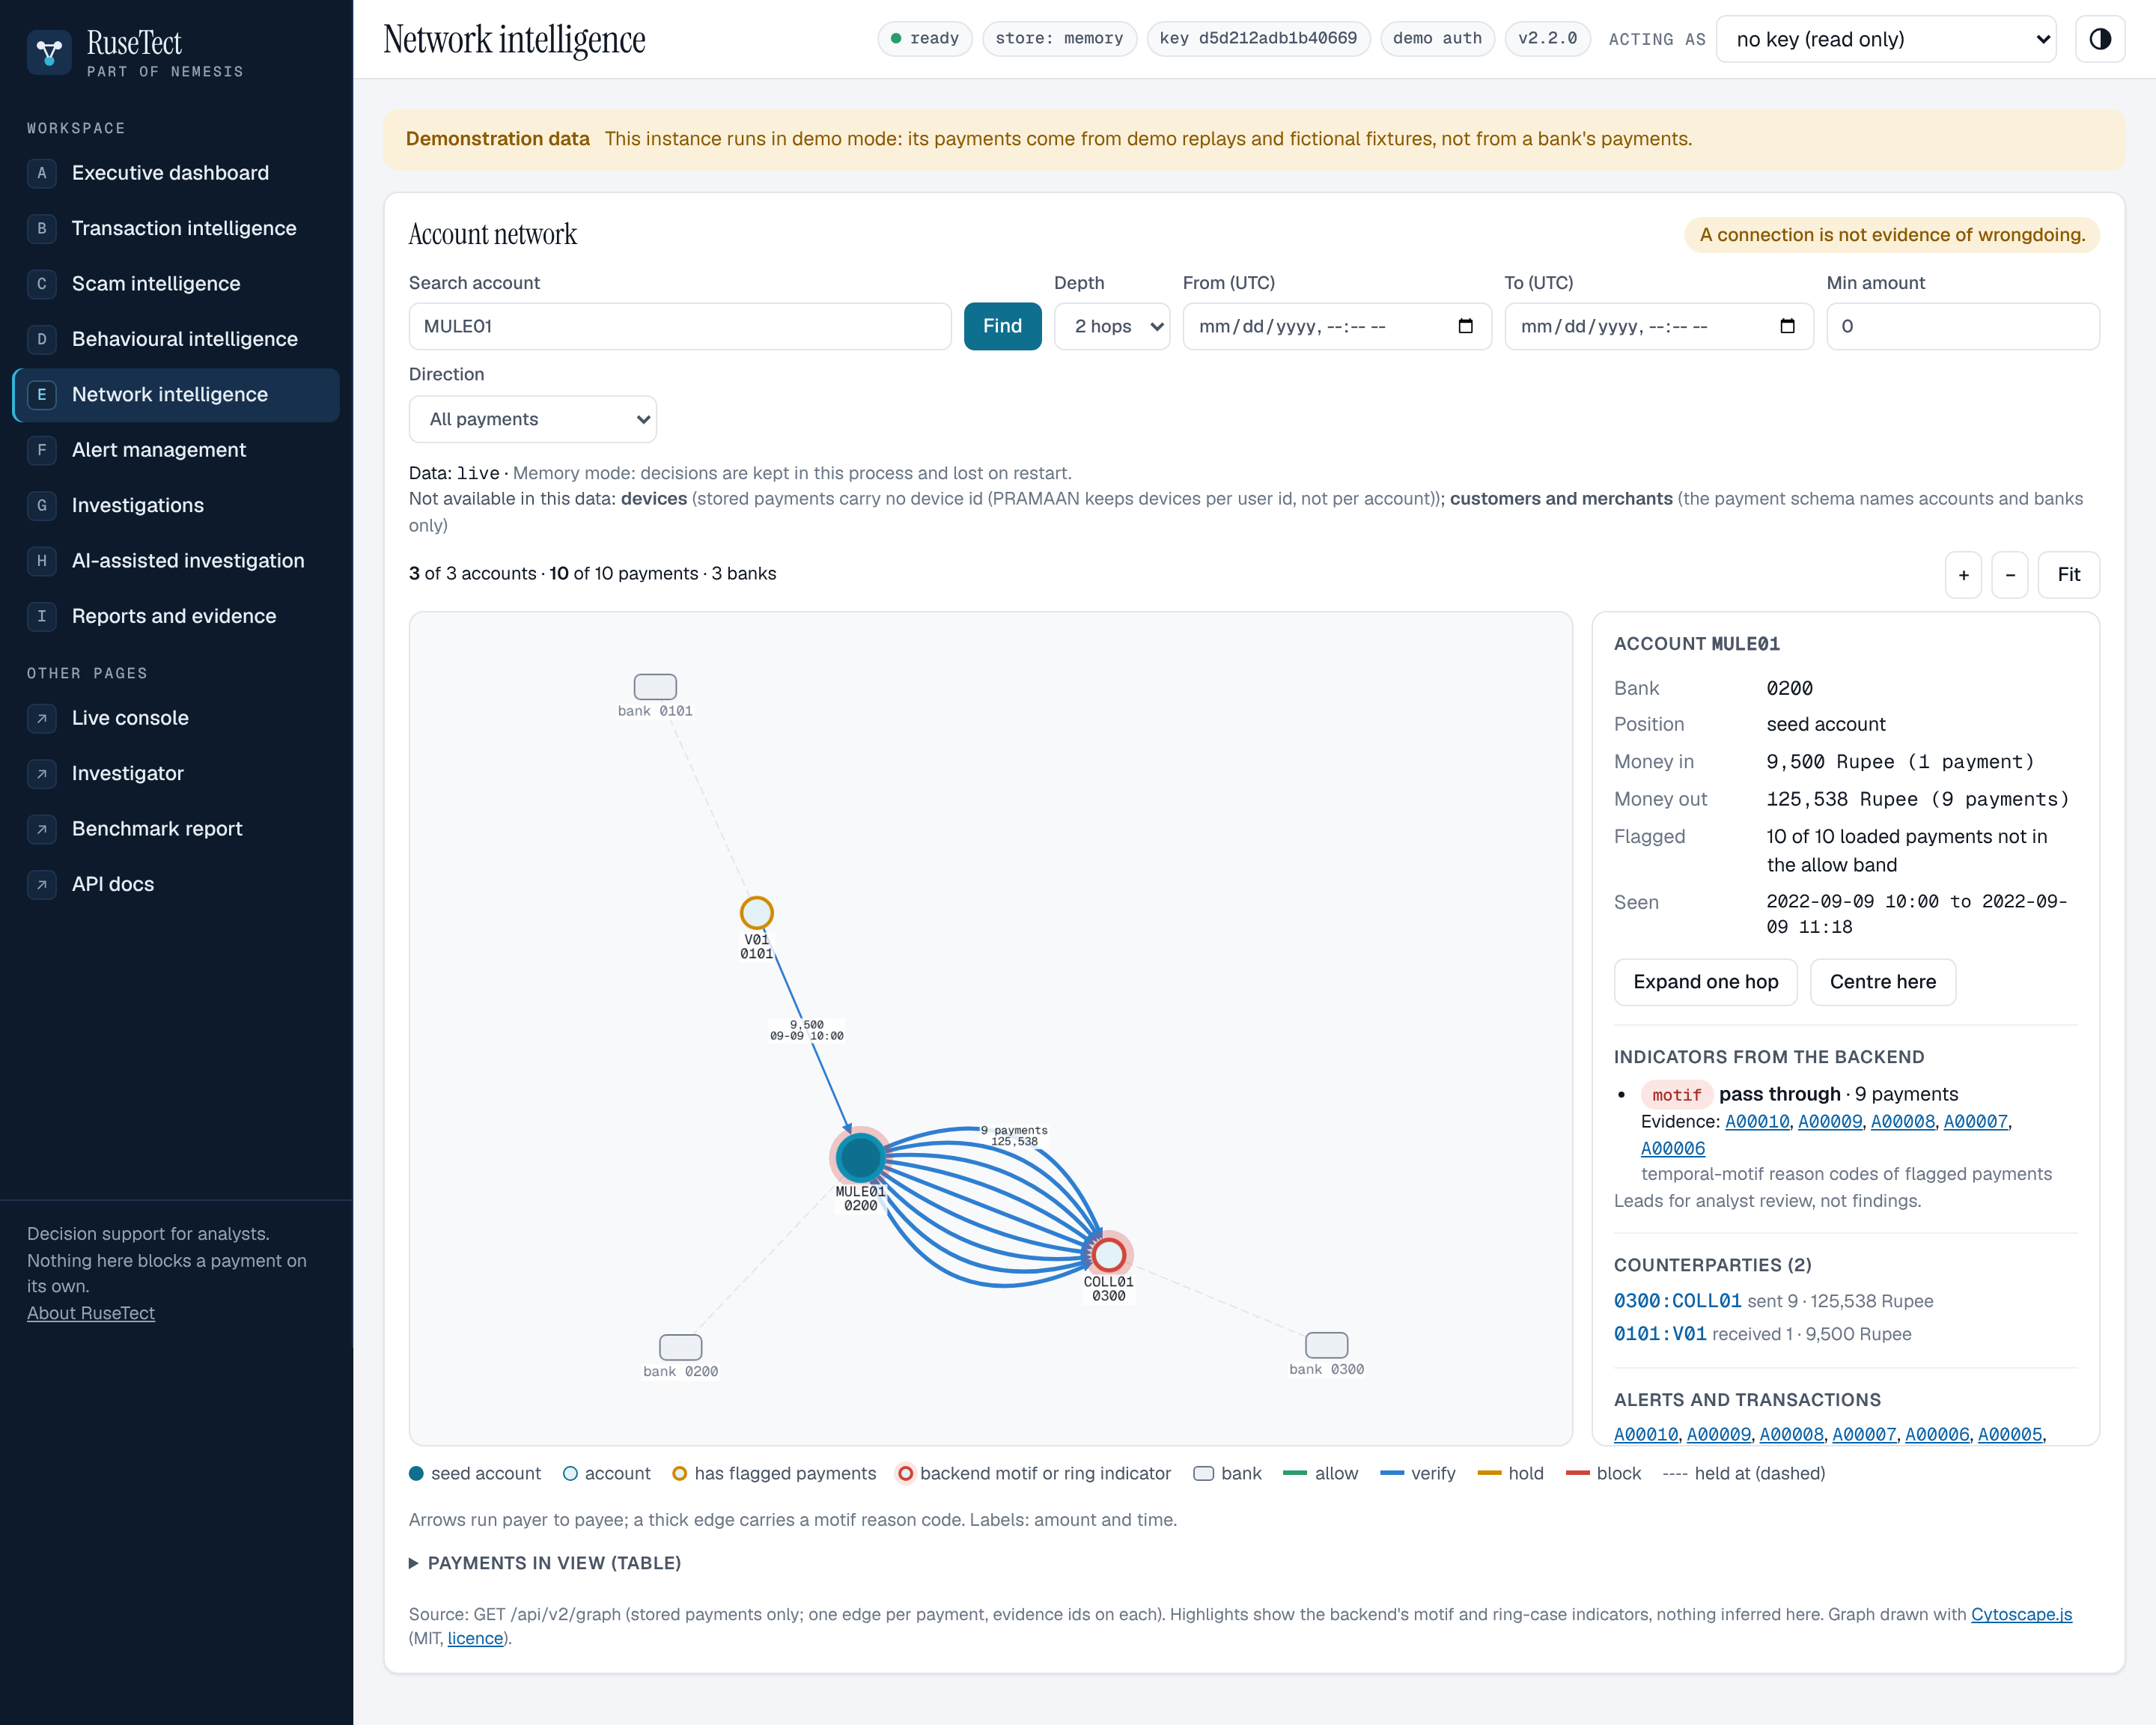 RuseTect
PART OF NEMESIS
WORKSPACE
A Executive dashboard
B Transaction intelligence
C Scam intelligence
D Behavioural intelligence
E Network intelligence
F Alert management
G Investigations
H AI-assisted investigation
I Reports and evidence
OTHER PAGES
Live console
Investigator
Benchmark report
API docs
Decision support for analysts.
Nothing here blocks a payment on
its own.
About RuseTect
Network intelligence
ready
store: memory
key d5d212adb1b40669
demo auth
v2.2.0
ACTING AS
no key (read only)
Demonstration data This instance runs in demo mode: its payments come from demo replays and fictional fixtures, not from a bank's payments.
Account network
A connection is not evidence of wrongdoing.
Search account
MULE01
Find
Depth
2 hops
From (UTC)
mm/dd/yyyy, --:-- --
To (UTC)
mm/dd/yyyy, --:-- --
Min amount
0
Direction
All payments
Data: live · Memory mode: decisions are kept in this process and lost on restart.
Not available in this data: devices (stored payments carry no device id (PRAMAAN keeps devices per user id, not per account)); customers and merchants (the payment schema names accounts and banks
only)
3 of 3 accounts · 10 of 10 payments · 3 banks
+
−
Fit
bank 0101
V01
0101
9,500
09-09 10:00
9 payments
125,538
MULE01
0200
COLL01
0300
bank 0200
bank 0300
ACCOUNT MULE01
Bank 0200
Position seed account
Money in 9,500 Rupee (1 payment)
Money out 125,538 Rupee (9 payments)
Flagged 10 of 10 loaded payments not in
the allow band
Seen 2022-09-09 10:00 to 2022-09-
09 11:18
Expand one hop
Centre here
INDICATORS FROM THE BACKEND
• motif pass through · 9 payments
Evidence: A00010, A00009, A00008, A00007,
A00006
temporal-motif reason codes of flagged payments
Leads for analyst review, not findings.
COUNTERPARTIES (2)
0300:COLL01 sent 9 · 125,538 Rupee
0101:V01 received 1 · 9,500 Rupee
ALERTS AND TRANSACTIONS
A00010, A00009, A00008, A00007, A00006, A00005,
seed account
account
has flagged payments
backend motif or ring indicator
bank
allow
verify
hold
block
held at (dashed)
Arrows run payer to payee; a thick edge carries a motif reason code. Labels: amount and time.
PAYMENTS IN VIEW (TABLE)
Source: GET /api/v2/graph (stored payments only; one edge per payment, evidence ids on each). Highlights show the backend's motif and ring-case indicators, nothing inferred here. Graph drawn with Cytoscape.js
(MIT, licence).